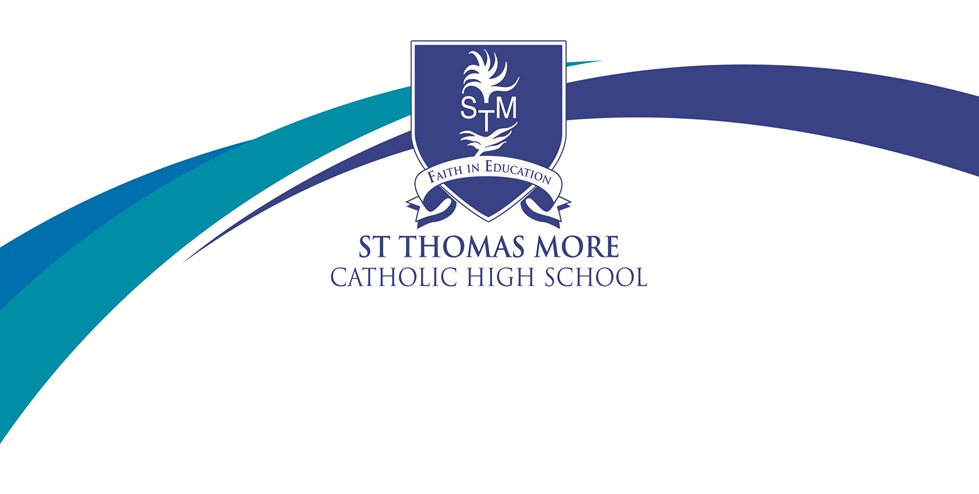 STM
FAITH IN EDUCATION
ST THOMAS MORE
CATHOLIC HIGH SCHOOL